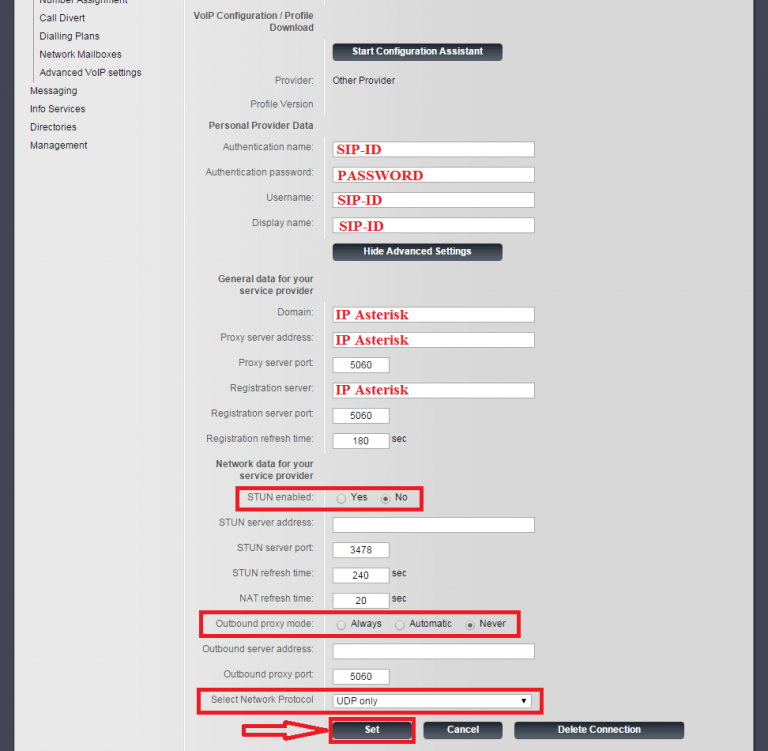 Number Assignment
Call Divert
Dialling Plans
Network Mailboxes
Advanced VoIP settings
Messaging
Info Services
Directories
Management
VoIP Configuration / Profile
Download
Start Configuration Assistant
Provider: Other Provider
Profile Version
Personal Provider Data
Authentication name: SIP-ID
Authentication password: PASSWORD
Username: SIP-ID
Display name: SIP-ID
Hide Advanced Settings
General data for your
service provider
Domain: IP Asterisk
Proxy server address: IP Asterisk
Proxy server port: 5060
Registration server: IP Asterisk
Registration server port: 5060
Registration refresh time: 180 sec
Network data for your
service provider
STUN enabled: Yes No
STUN server address:
STUN server port: 3478
STUN refresh time: 240 sec
NAT refresh time: 20 sec
Outbound proxy mode: Always Automatic Never
Outbound server address:
Outbound proxy port: 5060
Select Network Protocol UDP only
Set Cancel Delete Connection